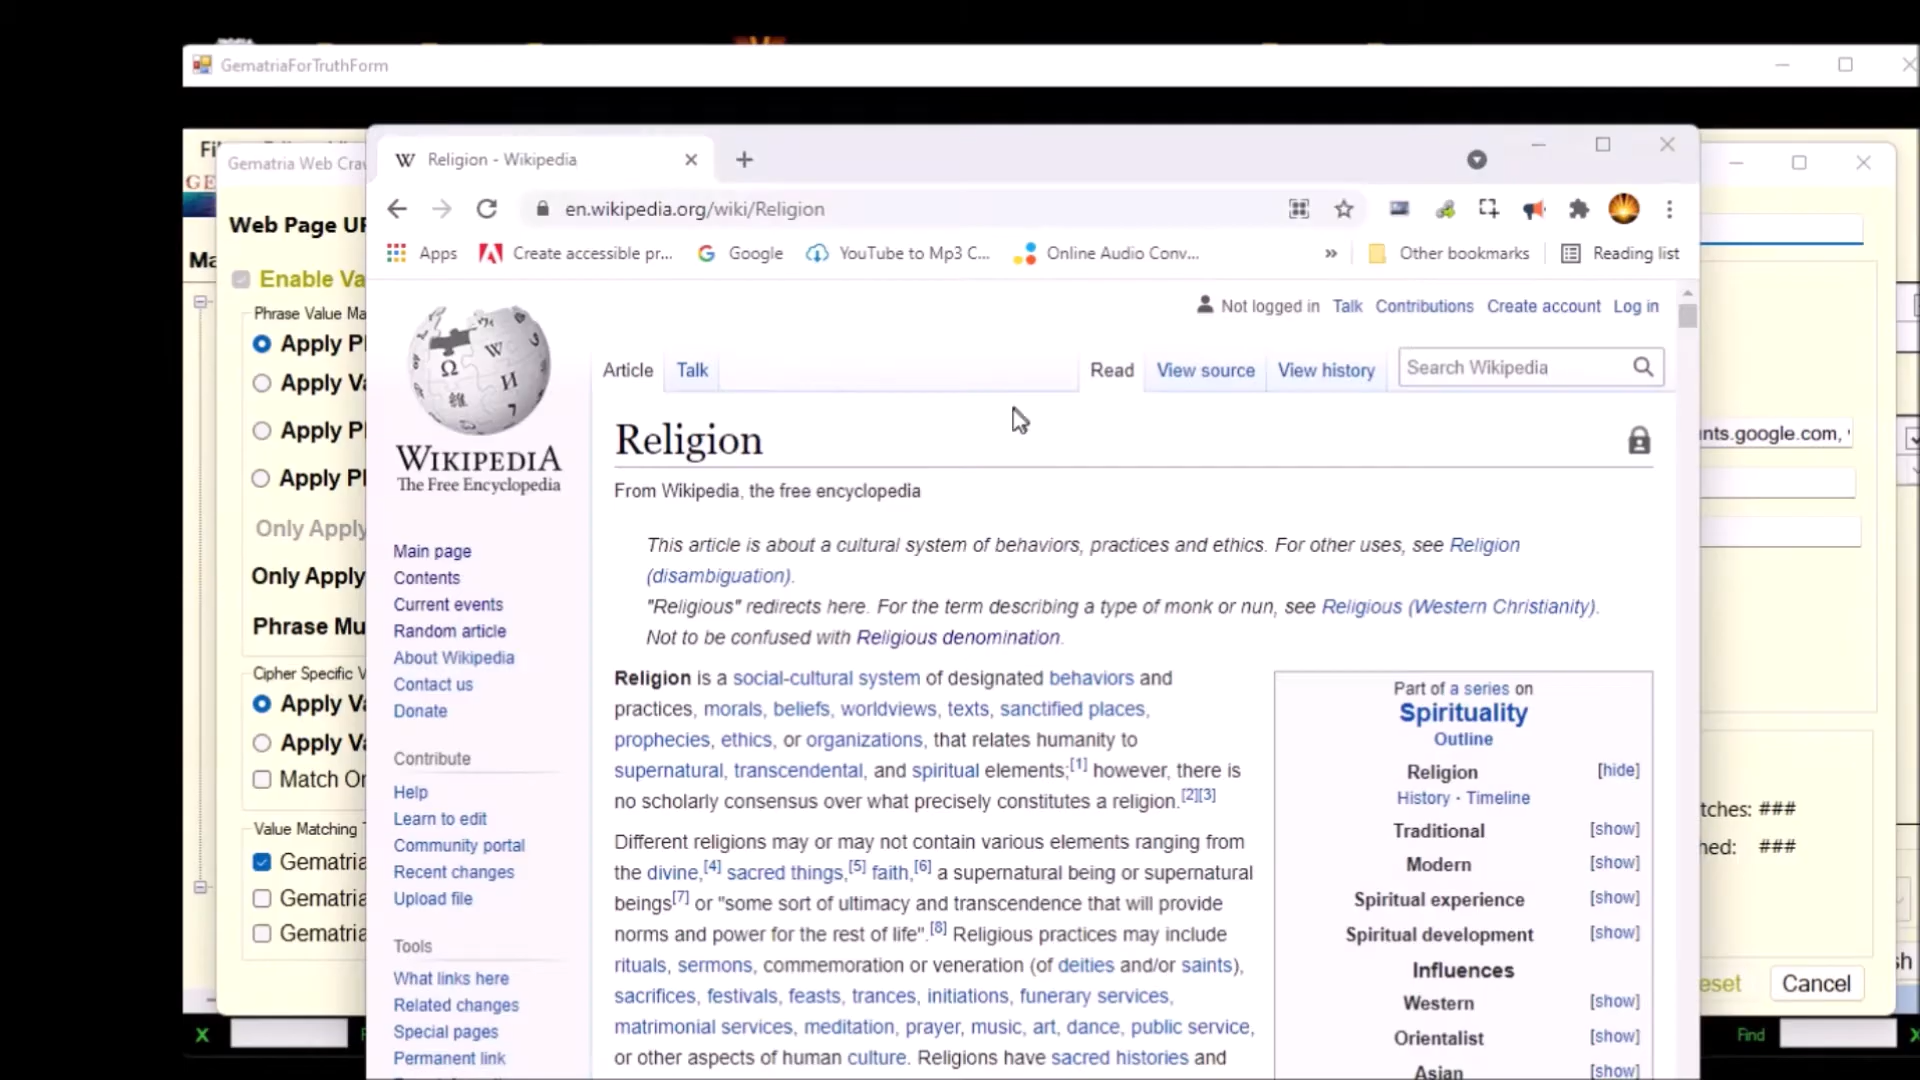 GematriaForTruthForm
Gematria Web Craw
Web Page UR
Enable Va
Phrase Value Ma
Apply Pl
Apply Va
Apply Pl
Apply Pl
Only Apply
Only Apply
Phrase Mu
Cipher Specific V
Apply Va
Apply Va
Match Or
Value Matching T
Gematria
Gematria
Gematria
X
Religion - Wikipedia
en.wikipedia.org/wiki/Religion
Apps
Create accessible pr...
Google
YouTube to Mp3 C...
Online Audio Conv...
»
Other bookmarks
Reading list
Not logged in Talk Contributions Create account Log in
Article Talk Read View source View history Search Wikipedia
WIKIPEDIA
The Free Encyclopedia
Main page
Contents
Current events
Random article
About Wikipedia
Contact us
Donate
Contribute
Help
Learn to edit
Community portal
Recent changes
Upload file
Tools
What links here
Related changes
Special pages
Permanent link
Religion
From Wikipedia, the free encyclopedia
This article is about a cultural system of behaviors, practices and ethics. For other uses, see Religion
(disambiguation).
"Religious" redirects here. For the term describing a type of monk or nun, see Religious (Western Christianity).
Not to be confused with Religious denomination.
Religion is a social-cultural system of designated behaviors and
practices, morals, beliefs, worldviews, texts, sanctified places,
prophecies, ethics, or organizations, that relates humanity to
supernatural, transcendental, and spiritual elements;[1] however, there is
no scholarly consensus over what precisely constitutes a religion.[2][3]
Different religions may or may not contain various elements ranging from
the divine,[4] sacred things,[5] faith,[6] a supernatural being or supernatural
beings[7] or "some sort of ultimacy and transcendence that will provide
norms and power for the rest of life".[8] Religious practices may include
rituals, sermons, commemoration or veneration (of deities and/or saints),
sacrifices, festivals, feasts, trances, initiations, funerary services,
matrimonial services, meditation, prayer, music, art, dance, public service,
or other aspects of human culture. Religions have sacred histories and
Part of a series on
Spirituality
Outline
Religion [hide]
History · Timeline
Traditional [show]
Modern [show]
Spiritual experience [show]
Spiritual development [show]
Influences
Western [show]
Orientalist [show]
Asian [show]
nts.google.com,
tches: ###
ned: ###
eset
Cancel
Find